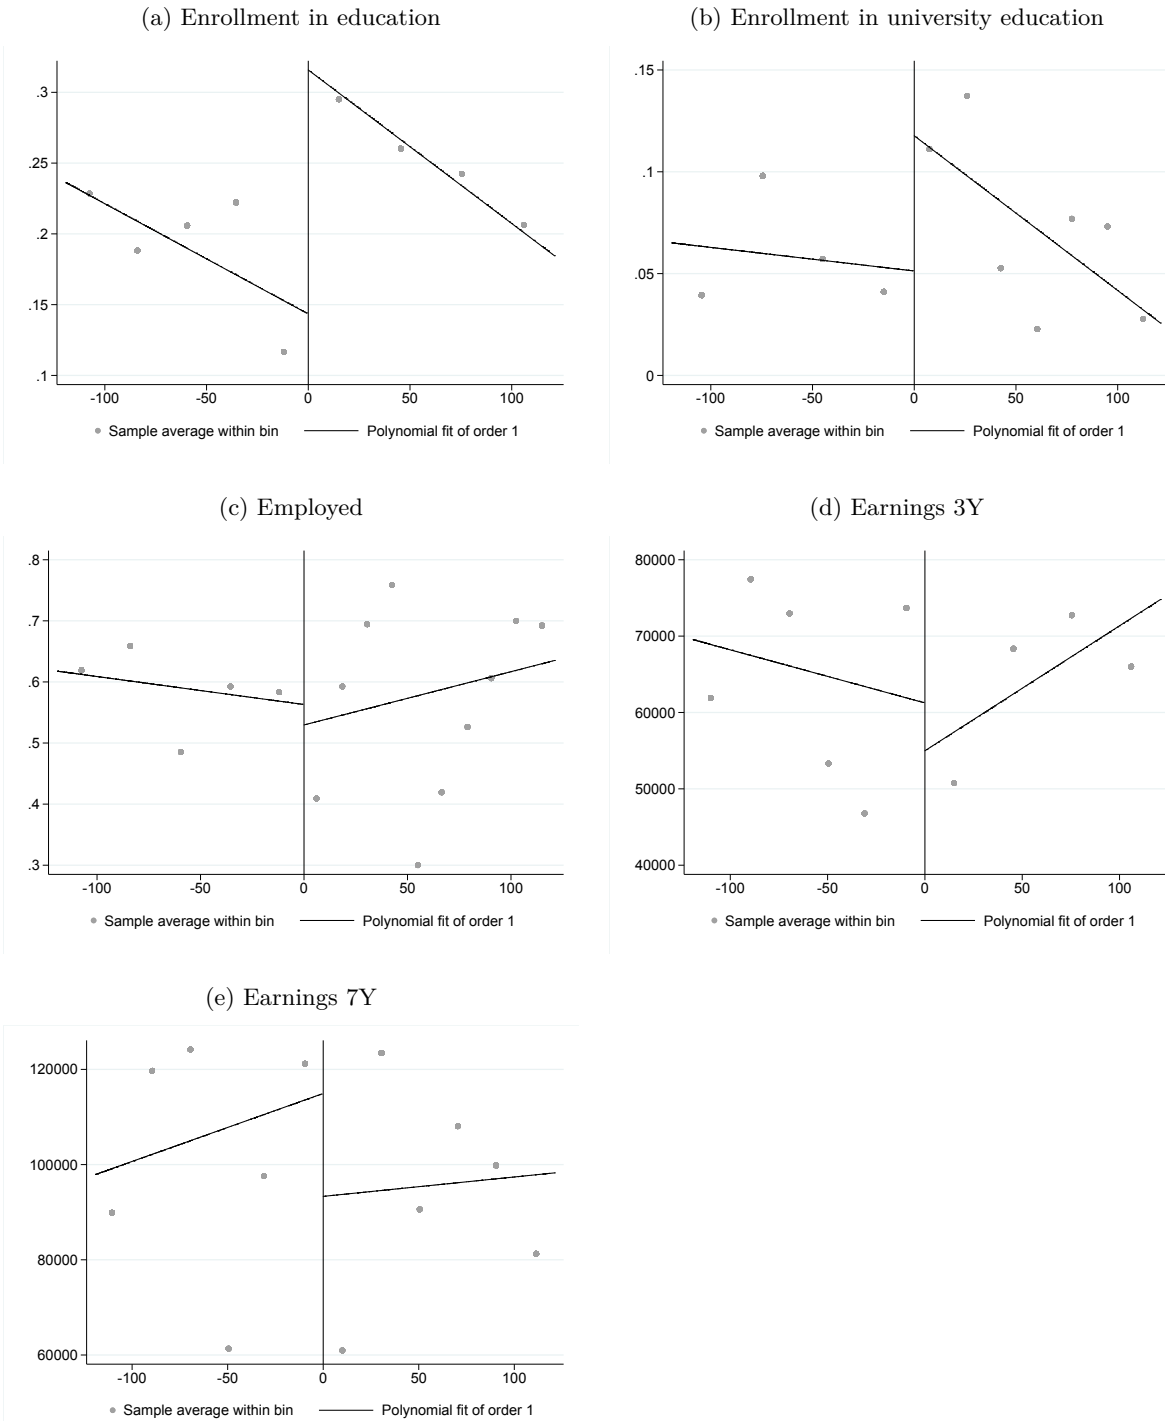 (a) Enrollment in education
.3
.25
.2
.15
.1
-100 -50 0 50 100
Sample average within bin Polynomial fit of order 1
(b) Enrollment in university education
.15
.1
.05
0
-100 -50 0 50 100
Sample average within bin Polynomial fit of order 1
(c) Employed
.8
.7
.6
.5
.4
.3
-100 -50 0 50 100
Sample average within bin Polynomial fit of order 1
(d) Earnings 3Y
80000
70000
60000
50000
40000
-100 -50 0 50 100
Sample average within bin Polynomial fit of order 1
(e) Earnings 7Y
120000
100000
80000
60000
-100 -50 0 50 100
Sample average within bin Polynomial fit of order 1